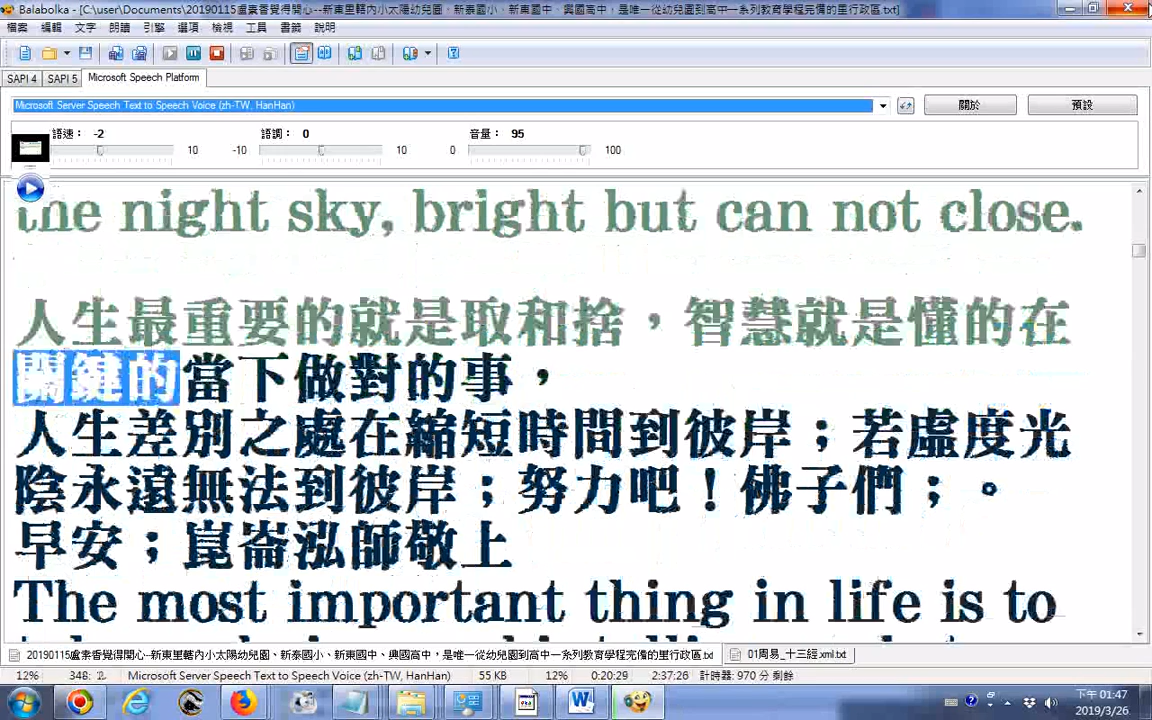 Balabolka - [C:\user\Documents\20190115盧素香覺得開心--新東里轄內小太陽幼兒園、新泰國小、新東國中、興國高中，是唯一從幼兒園到高中一系列教育學程完備的里行政區.txt]
檔案 編輯 文字 朗讀 引擎 選項 檢視 工具 書籤 說明
SAPI 4 SAPI 5 Microsoft Speech Platform
Microsoft Server Speech Text to Speech Voice (zh-TW, HanHan)
關於 預設
語速： -2 語調： 0 音量： 95
10 -10 10 0 100
the night sky, bright but can not close.
人生最重要的就是取和捨，智慧就是懂的在
關鍵的當下做對的事，
人生差別之處在縮短時間到彼岸；若虛度光
陰永遠無法到彼岸；努力吧！佛子們；。
早安；崑崙泓師敬上
The most important thing in life is to
20190115盧素香覺得開心--新東里轄內小太陽幼兒園、新泰國小、新東國中、興國高中，是唯一從幼兒園到高中一系列教育學程完備的里行政區.txt 01周易_十三經.xml.txt
12% 348: 2 Microsoft Server Speech Text to Speech Voice (zh-TW, HanHan) 55 KB 12% 0:20:29 2:37:26 計時器: 970 分 剩餘
下午 01:47
2019/3/26